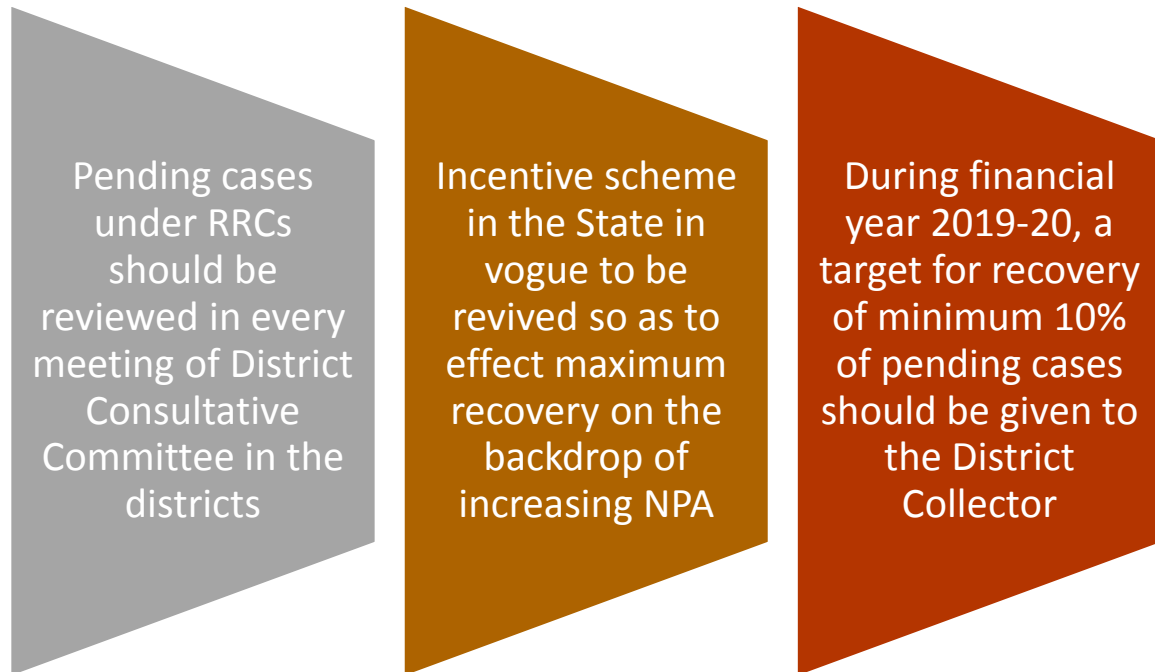 Pending cases
under RRCs
should be
reviewed in every
meeting of District
Consultative
Committee in the
districts
Incentive scheme
in the State in
vogue to be
revived so as to
effect maximum
recovery on the
backdrop of
increasing NPA
During financial
year 2019-20, a
target for recovery
of minimum 10%
of pending cases
should be given to
the District
Collector